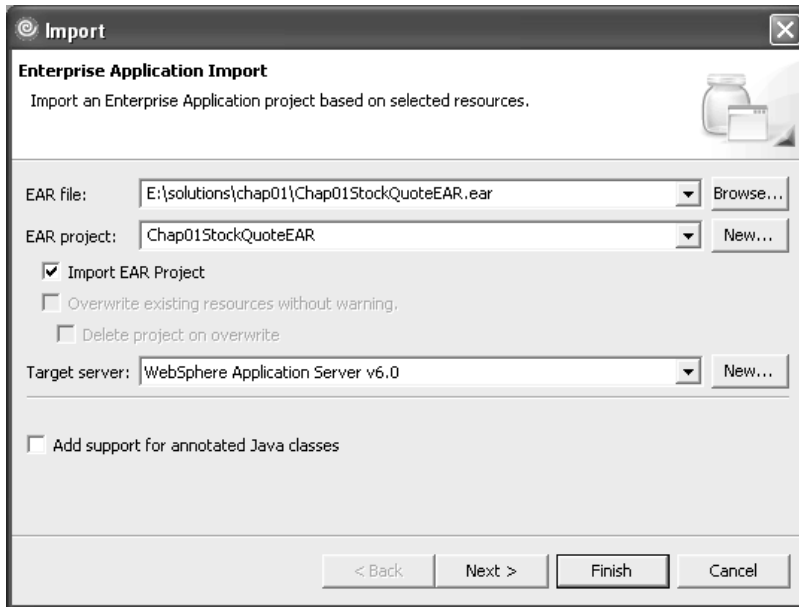 Import
Enterprise Application Import
Import an Enterprise Application project based on selected resources.
EAR file: E:\solutions\chap01\Chap01StockQuoteEAR.ear Browse...
EAR project: Chap01StockQuoteEAR New...
Import EAR Project
Overwrite existing resources without warning.
Delete project on overwrite
Target server: WebSphere Application Server v6.0 New...
Add support for annotated Java classes
< Back Next > Finish Cancel